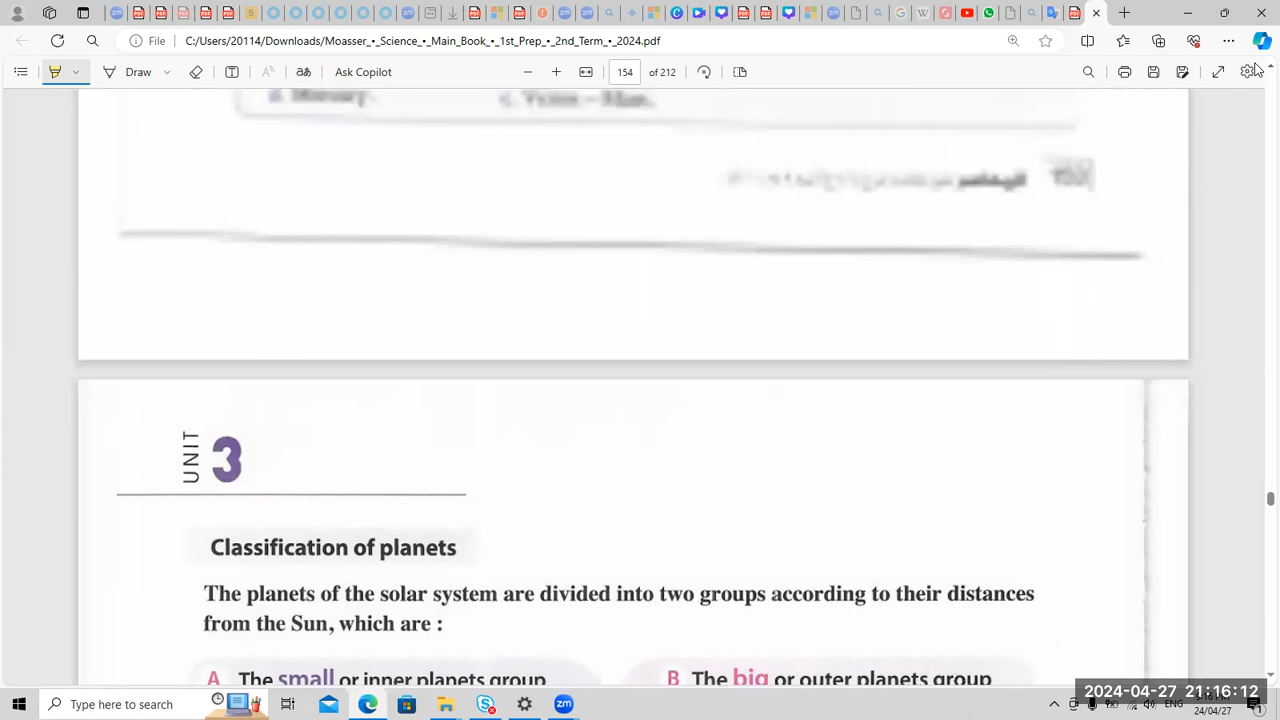 File
C:/Users/20114/Downloads/Moasser_•_Science_•_Main_Book_•_1st_Prep_•_2nd_Term_•_2024.pdf
Draw
Ask Copilot
154 of 212
UNIT 3
Classification of planets
The planets of the solar system are divided into two groups according to their distances
from the Sun, which are :
A The small or inner planets group
B The big or outer planets group
Type here to search
ENG
24/04/27
2024-04-27 21:16:12